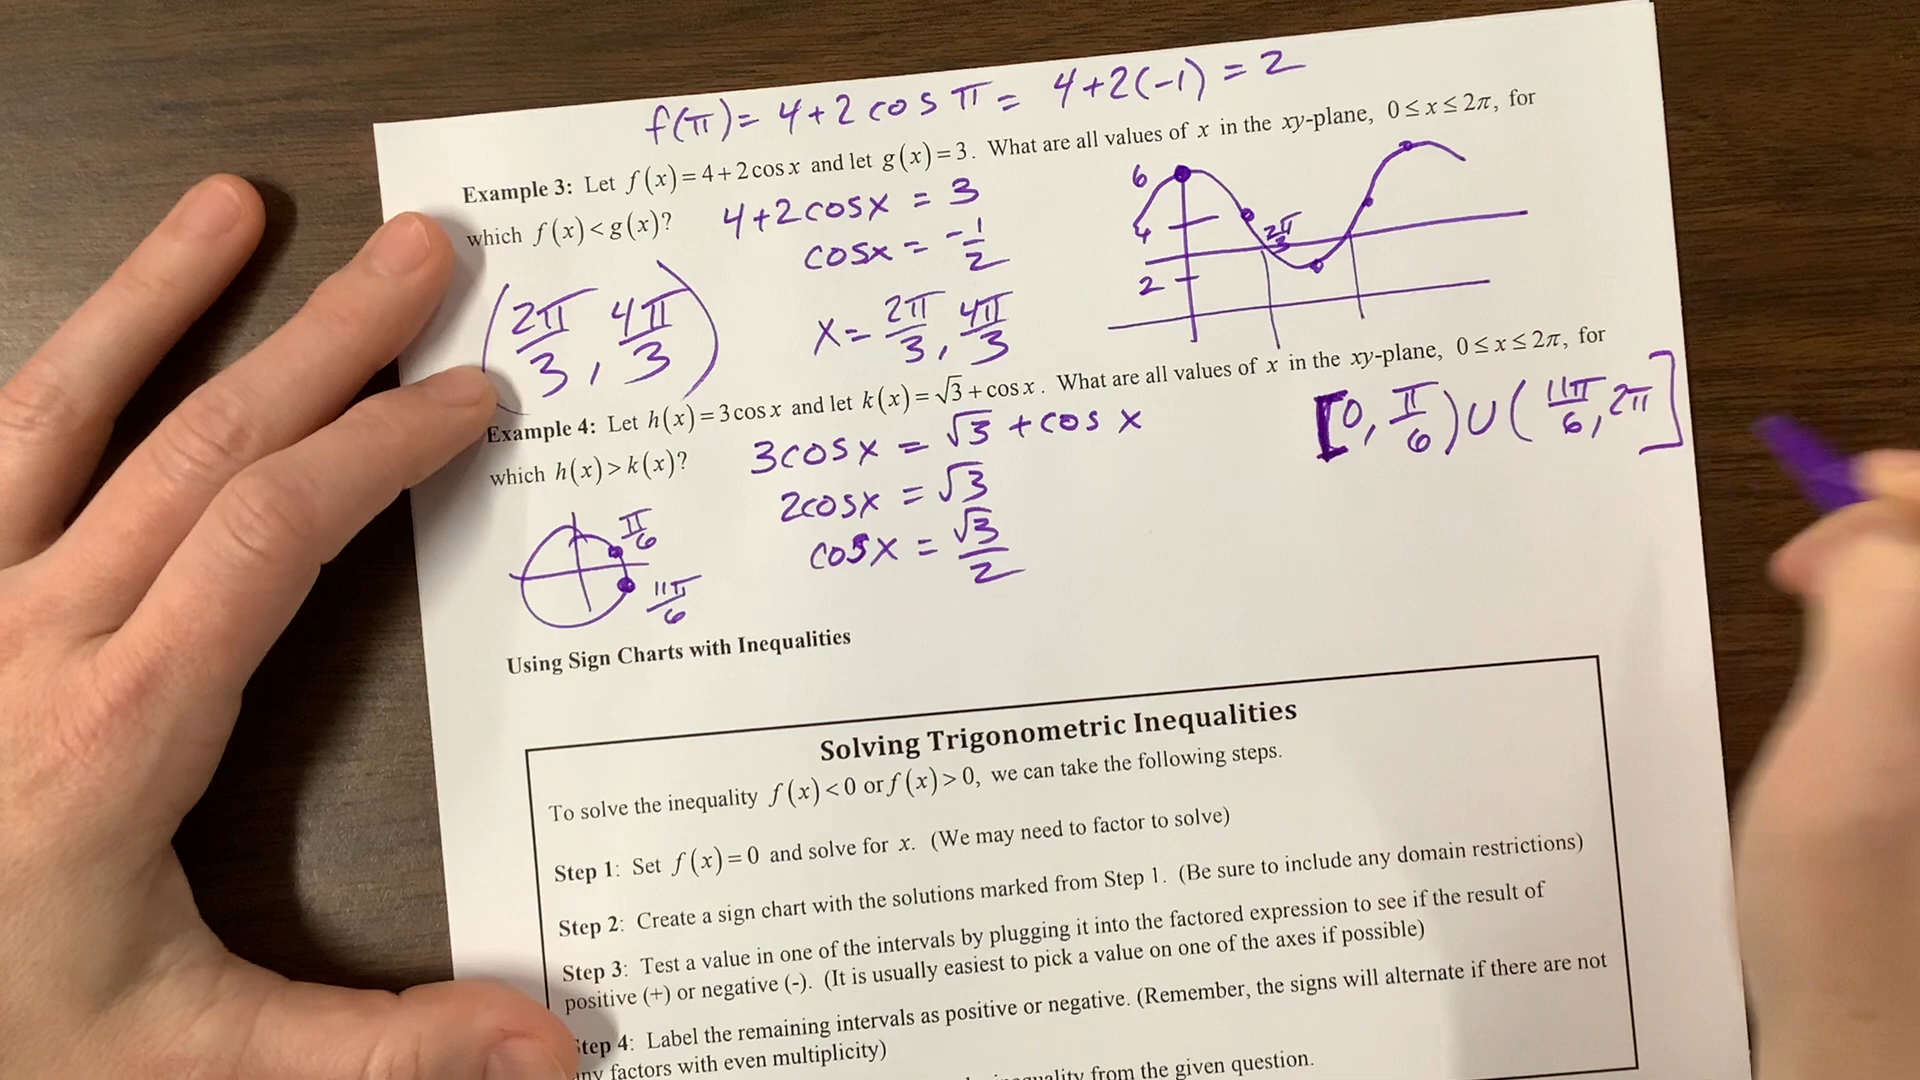 f(π) = 4 + 2 cos π = 4 + 2(-1) = 2
Example 3: Let f(x) = 4 + 2cos x and let g(x) = 3. What are all values of x in the xy-plane, 0 ≤ x ≤ 2π, for
which f(x) < g(x)?
4 + 2cosx = 3
cosx = -1/2
x = 2π/3, 4π/3
(2π/3, 4π/3)
6
4
2
2π/3
Example 4: Let h(x) = 3cos x and let k(x) = √3 + cos x. What are all values of x in the xy-plane, 0 ≤ x ≤ 2π, for
which h(x) > k(x)?
3cosx = √3 + cos x
2cosx = √3
cosx = √3/2
[0, π/6) ∪ (11π/6, 2π]
π/6
11π/6
Using Sign Charts with Inequalities
Solving Trigonometric Inequalities
To solve the inequality f(x) < 0 or f(x) > 0, we can take the following steps.
Step 1: Set f(x) = 0 and solve for x. (We may need to factor to solve)
Step 2: Create a sign chart with the solutions marked from Step 1. (Be sure to include any domain restrictions)
Step 3: Test a value in one of the intervals by plugging it into the factored expression to see if the result of
positive (+) or negative (-). (It is usually easiest to pick a value on one of the axes if possible)
tep 4: Label the remaining intervals as positive or negative. (Remember, the signs will alternate if there are not
any factors with even multiplicity)
from the given question.